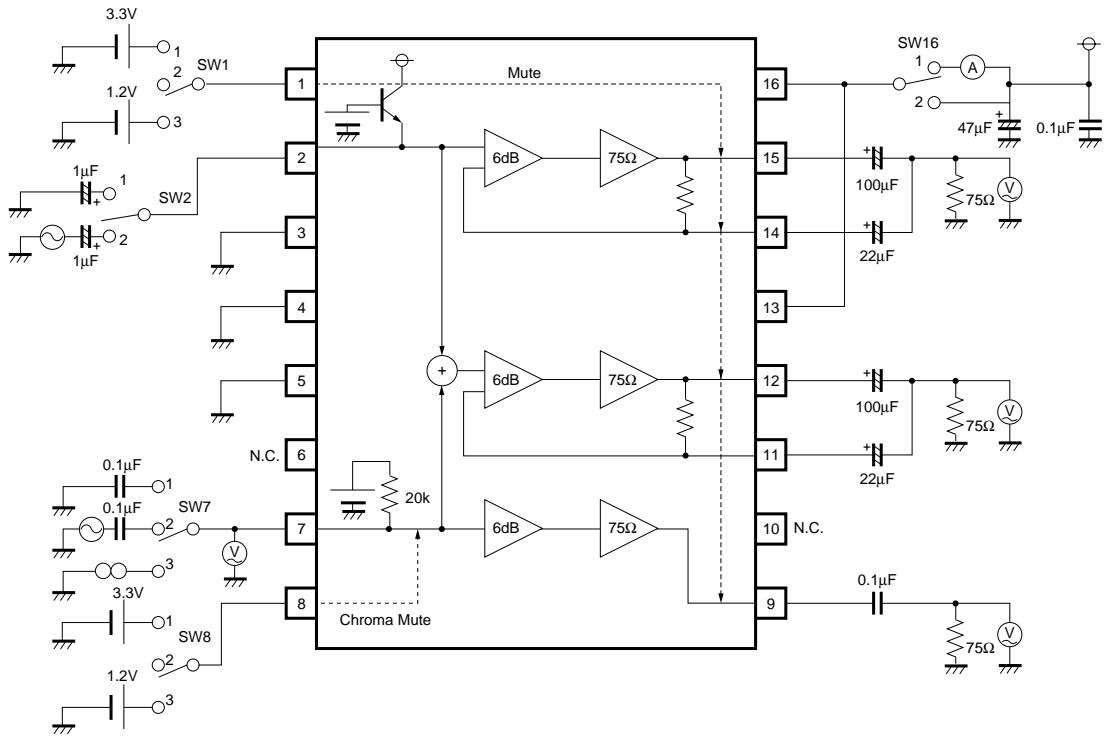 3.3V
1
2
SW1
1.2V
3
1
Mute
16
SW16
1
A
2
+
47µF
0.1µF
2
1µF
1
+
SW2
2
+
1µF
6dB
75Ω
15
+
100µF
75Ω
V
3
14
+
22µF
4
13
5
+
6dB
75Ω
12
+
100µF
75Ω
V
N.C.
6
11
+
22µF
0.1µF
1
0.1µF
2
SW7
3
V
7
20k
6dB
75Ω
10
N.C.
3.3V
1
2
SW8
1.2V
3
8
Chroma Mute
9
0.1µF
75Ω
V